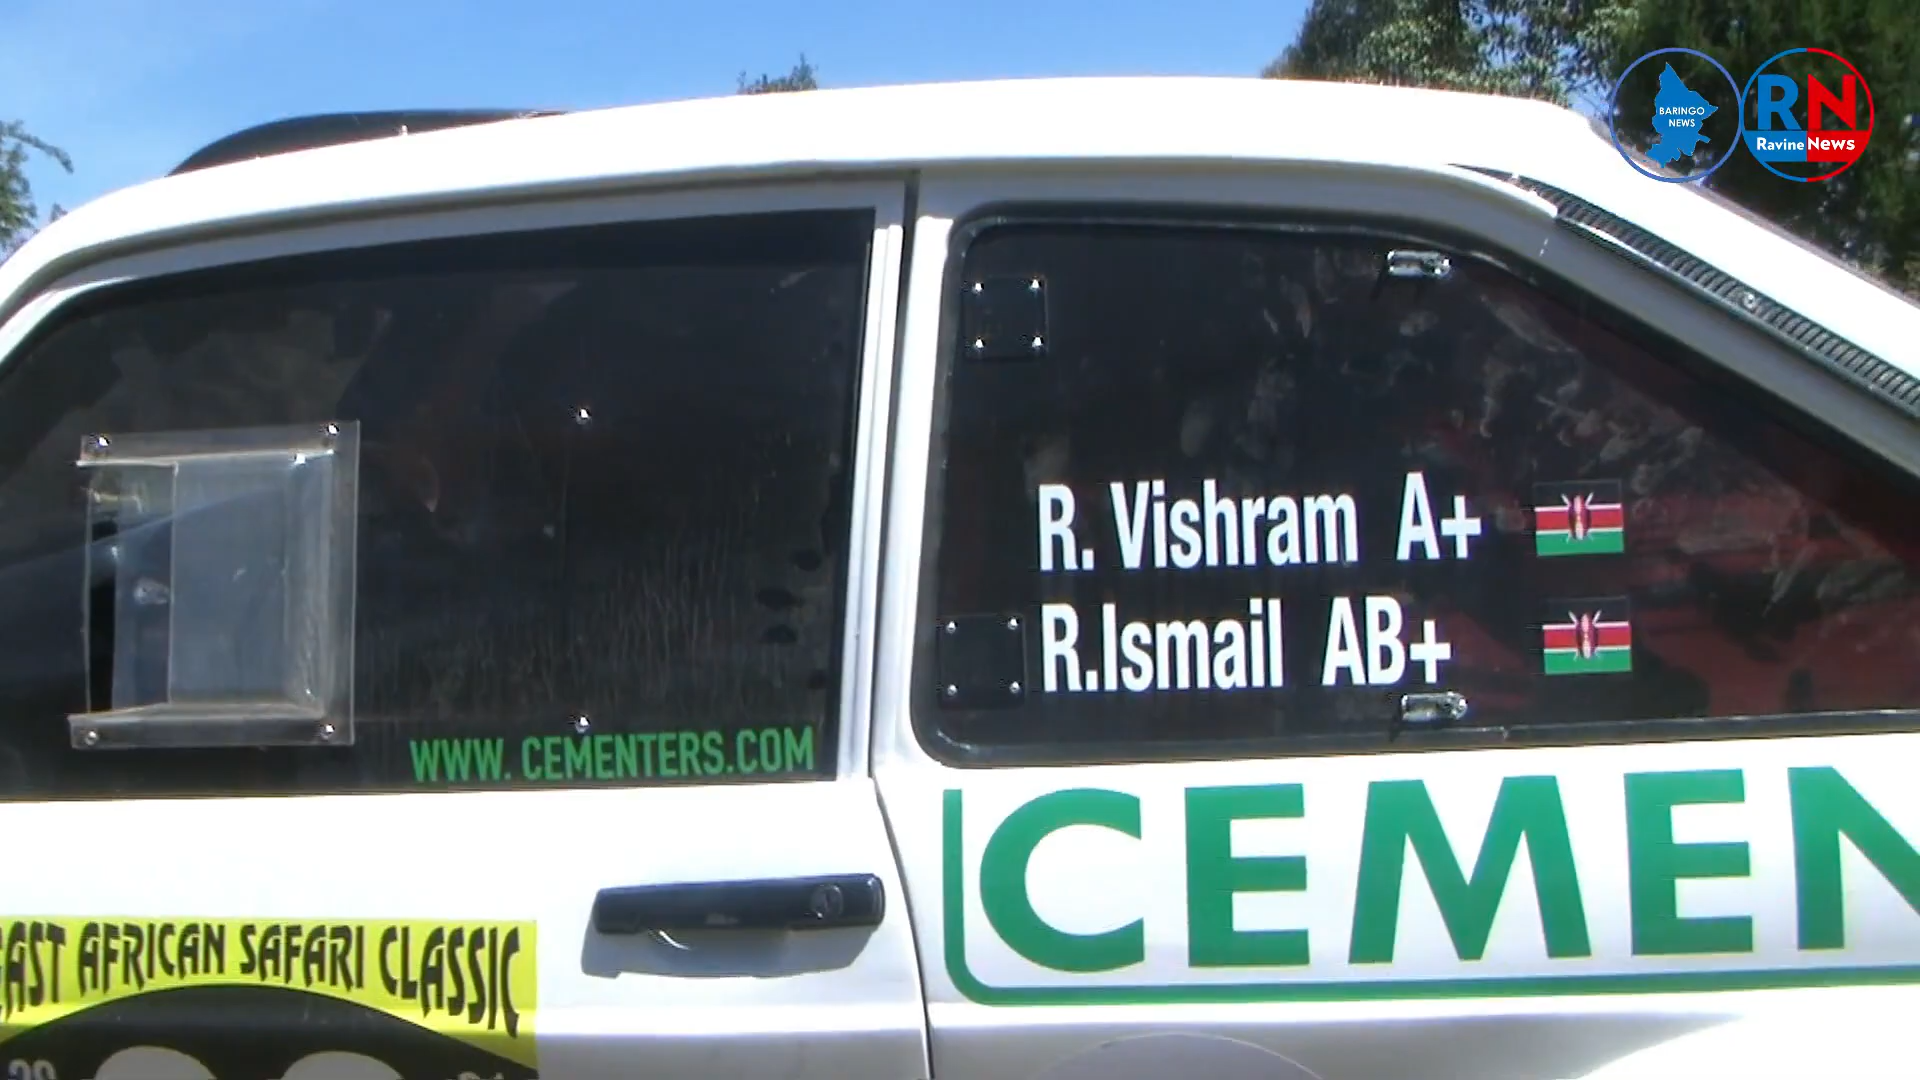 BARINGO
NEWS
RN
Ravine News
R. Vishram A+
R.Ismail AB+
WWW. CEMENTERS.COM
CEMEN
EAST AFRICAN SAFARI CLASSIC